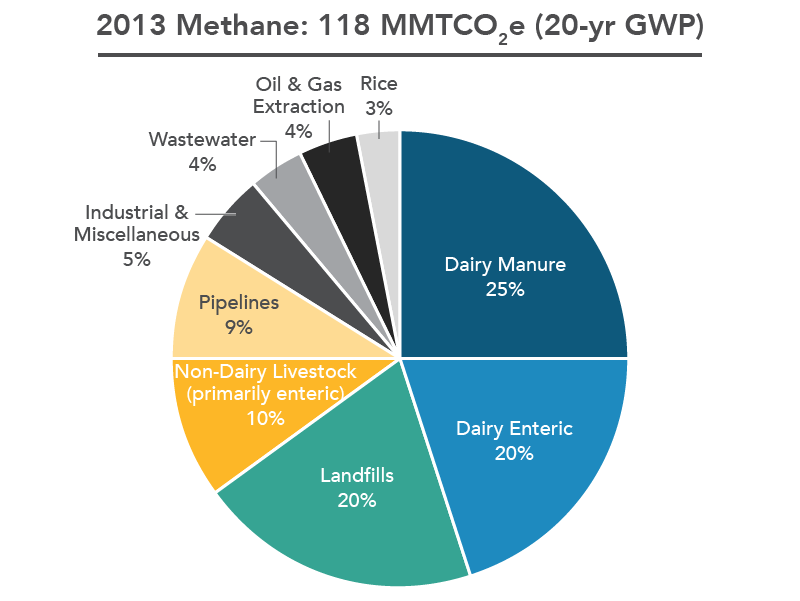 2013 Methane: 118 MMTCO₂e (20-yr GWP)
Oil & Gas
Extraction
4%
Rice
3%
Wastewater
4%
Industrial &
Miscellaneous
5%
Dairy Manure
25%
Pipelines
9%
Non-Dairy Livestock
(primarily enteric)
10%
Dairy Enteric
20%
Landfills
20%